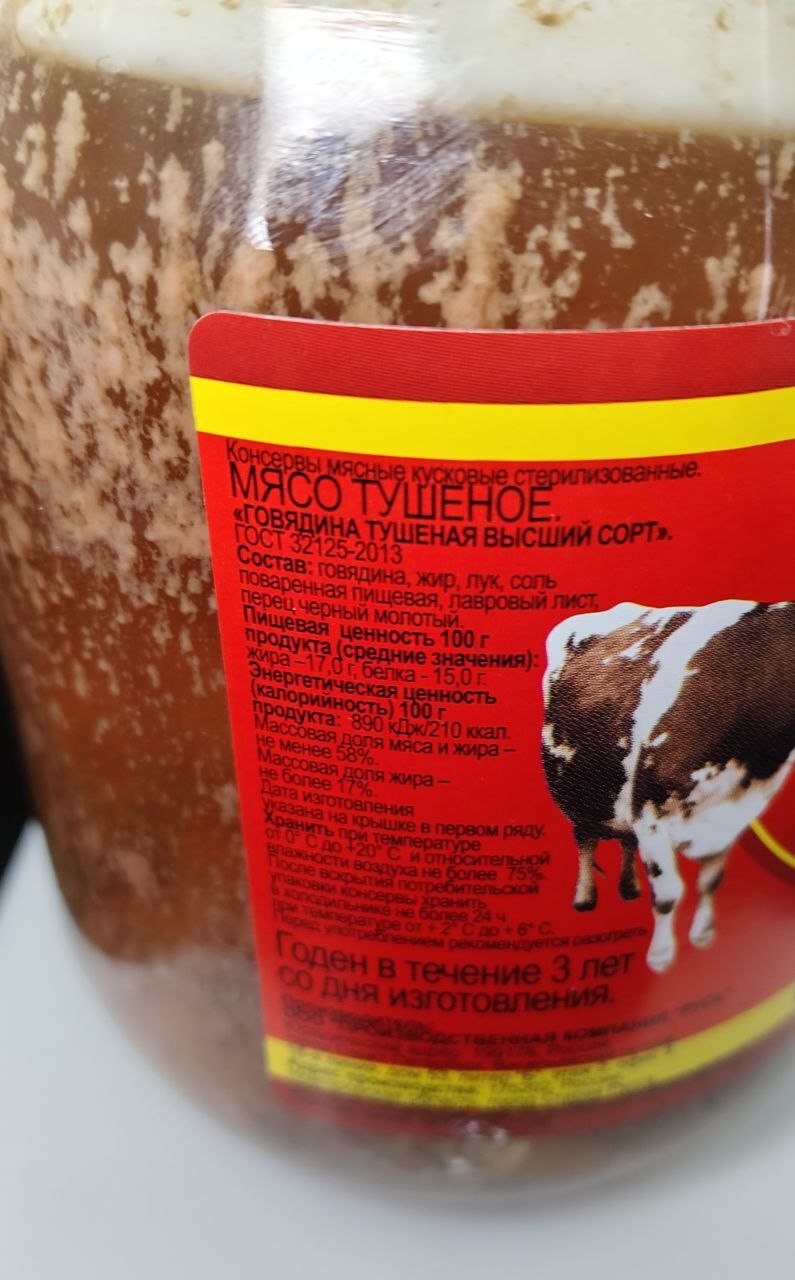 Консервы мясные кусковые стерилизованные.
МЯСО ТУШЕНОЕ.
«ГОВЯДИНА ТУШЕНАЯ ВЫСШИЙ СОРТ».
ГОСТ 32125-2013
Состав: говядина, жир, лук, соль
поваренная пищевая, лавровый лист,
перец черный молотый.
Пищевая ценность 100 г
продукта (средние значения):
жира –17,0 г, белка - 15,0 г.
Энергетическая ценность
(калорийность) 100 г
продукта: 890 кДж/210 ккал.
Массовая доля мяса и жира –
не менее 58%.
Массовая доля жира –
не более 17%.
Дата изготовления
указана на крышке в первом ряду.
Хранить при температуре
от 0° С до +20° С и относительной
влажности воздуха не более 75%.
После вскрытия потребительской
упаковки консервы хранить
в холодильнике не более 24 ч
при температуре от + 2° С до + 6° С.
Перед употреблением рекомендуется разогреть.
Годен в течение 3 лет
со дня изготовления.
ПРОИЗВОДСТВЕННАЯ КОМПАНИЯ